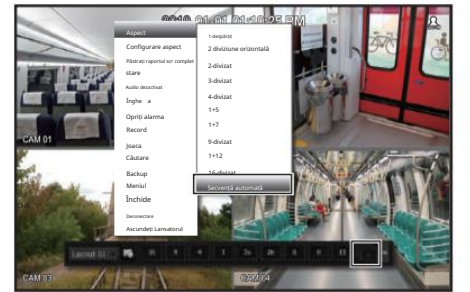 2019-01-01 01:10:25 PM
Aspect
Configurare aspect
Păstrați raportul scr complet
stare
Audio dezactivat
Înghe a
Opriți alarma
Record
Joaca
Căutare
Backup
Meniul
Închide
Deconectare
Ascundeți Lansatorul
1-despărțit
2 diviziune orizontală
2-divizat
3-divizat
4-divizat
1+5
1+7
9-divizat
1+12
16-divizat
Secvență automată
CAM 01
CAM 03
CAM 04